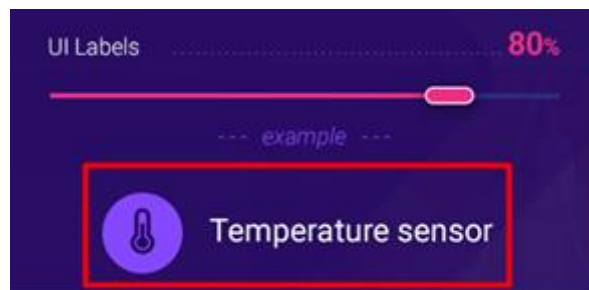 UI Labels 80%
--- example ---
Temperature sensor